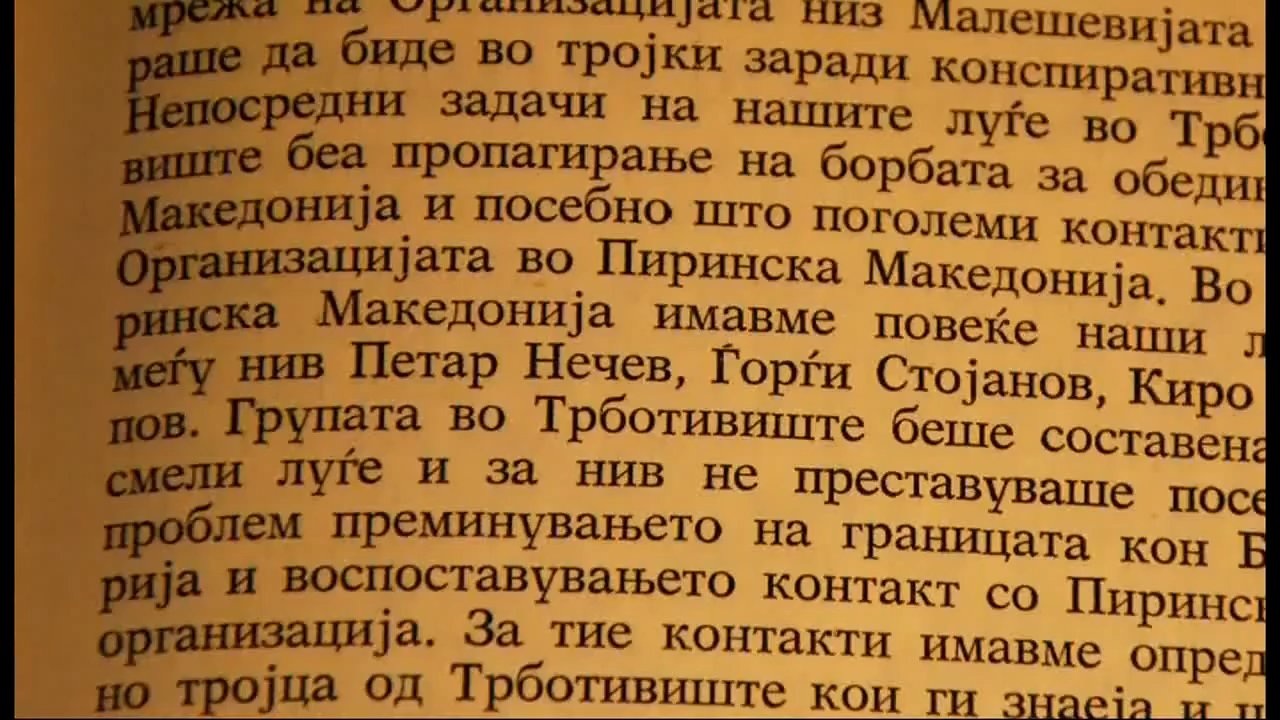 мрежа на Организацијата низ Малешевијата
раше да биде во тројки заради конспиративн
Непосредни задачи на нашите луѓе во Трбо
виште беа пропагирање на борбата за обедин
Македонија и посебно што поголеми контакти
Организацијата во Пиринска Македонија. Во
ринска Македонија имавме повеќе наши л
меѓу нив Петар Нечев, Ѓорѓи Стојанов, Киро
пов. Групата во Трботивиште беше составена
смели луѓе и за нив не преставуваше посе
проблем преминувањето на границата кон Б
рија и воспоставувањето контакт со Пиринск
организација. За тие контакти имавме опред
но тројца од Трботивиште кои ги знаеја и ц